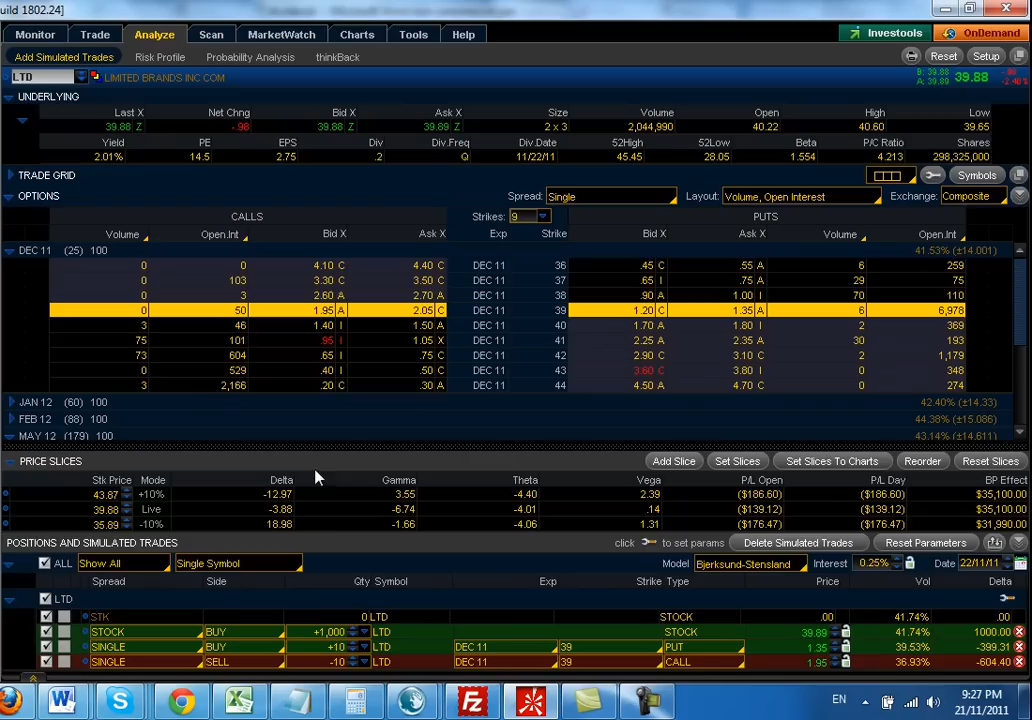 uild 1802.24]
Monitor Trade Analyze Scan MarketWatch Charts Tools Help Investools OnDemand
Add Simulated Trades Risk Profile Probability Analysis thinkBack Reset Setup
LTD LIMITED BRANDS INC COM B: 39.88 A: 39.89 39.88 -.98 -2.40%
UNDERLYING
Last X Net Chng Bid X Ask X Size Volume Open High Low
39.88 Z -.98 39.88 Z 39.89 Z 2 x 3 2,044,990 40.22 40.60 39.65
Yield PE EPS Div Div.Freq Div.Date 52High 52Low Beta P/C Ratio Shares
2.01% 14.5 2.75 .2 Q 11/22/11 45.45 28.05 1.554 4.213 298,325,000
TRADE GRID Symbols
OPTIONS Spread: Single Layout: Volume, Open Interest Exchange: Composite
CALLS Strikes: 9 PUTS
Volume Open.Int Bid X Ask X Exp Strike Bid X Ask X Volume Open.Int
DEC 11 (25) 100 41.53% (±14.001)
0 0 4.10 C 4.40 C DEC 11 36 .45 C .55 A 6 259
0 103 3.30 C 3.50 C DEC 11 37 .65 I .75 A 29 75
0 3 2.60 A 2.70 A DEC 11 38 .90 A 1.00 I 70 110
0 50 1.95 A 2.05 C DEC 11 39 1.20 C 1.35 A 6 6,978
3 46 1.40 I 1.50 A DEC 11 40 1.70 A 1.80 I 2 369
75 101 .95 I 1.05 X DEC 11 41 2.25 A 2.35 A 30 193
73 604 .65 I .75 C DEC 11 42 2.90 C 3.10 C 2 1,179
0 529 .40 I .50 C DEC 11 43 3.60 C 3.80 I 0 348
3 2,166 .20 C .30 A DEC 11 44 4.50 A 4.70 C 0 274
JAN 12 (60) 100 42.40% (±14.33)
FEB 12 (88) 100 44.38% (±15.086)
MAY 12 (179) 100 43.14% (±14.611)
PRICE SLICES Add Slice Set Slices Set Slices To Charts Reorder Reset Slices
Stk Price Mode Delta Gamma Theta Vega P/L Open P/L Day BP Effect
43.87 +10% -12.97 3.55 -4.40 2.39 ($186.60) ($186.60) $35,100.00
39.88 Live -3.88 -6.74 -4.01 .14 ($139.12) ($139.12) $35,100.00
35.89 -10% 18.98 -1.66 -4.06 1.31 ($176.47) ($176.47) $31,990.00
POSITIONS AND SIMULATED TRADES click to set params Delete Simulated Trades Reset Parameters
ALL Show All Single Symbol Model Bjerksund-Stensland Interest 0.25% Date 22/11/11
Spread Side Qty Symbol Exp Strike Type Price Vol Delta
LTD
STK 0 LTD STOCK .00 41.74% .00
STOCK BUY +1,000 LTD STOCK 39.89 41.74% 1000.00
SINGLE BUY +10 LTD DEC 11 39 PUT 1.35 39.53% -399.31
SINGLE SELL -10 LTD DEC 11 39 CALL 1.95 36.93% -604.40
EN 9:27 PM
21/11/2011